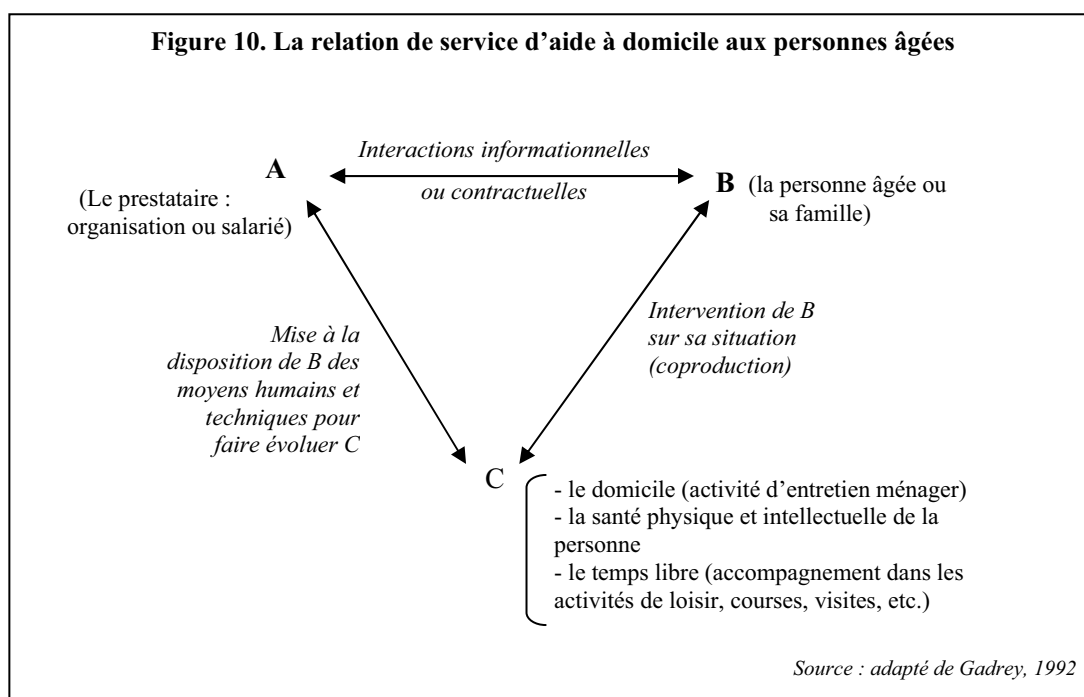 Figure 10. La relation de service d’aide à domicile aux personnes âgées
Interactions informationnelles
ou contractuelles
A
(Le prestataire :
organisation ou salarié)
B (la personne âgée ou
sa famille)
Mise à la
disposition de B des
moyens humains et
techniques pour
faire évoluer C
Intervention de B
sur sa situation
(coproduction)
C
- le domicile (activité d’entretien ménager)
- la santé physique et intellectuelle de la
personne
- le temps libre (accompagnement dans les
activités de loisir, courses, visites, etc.)
Source : adapté de Gadrey, 1992